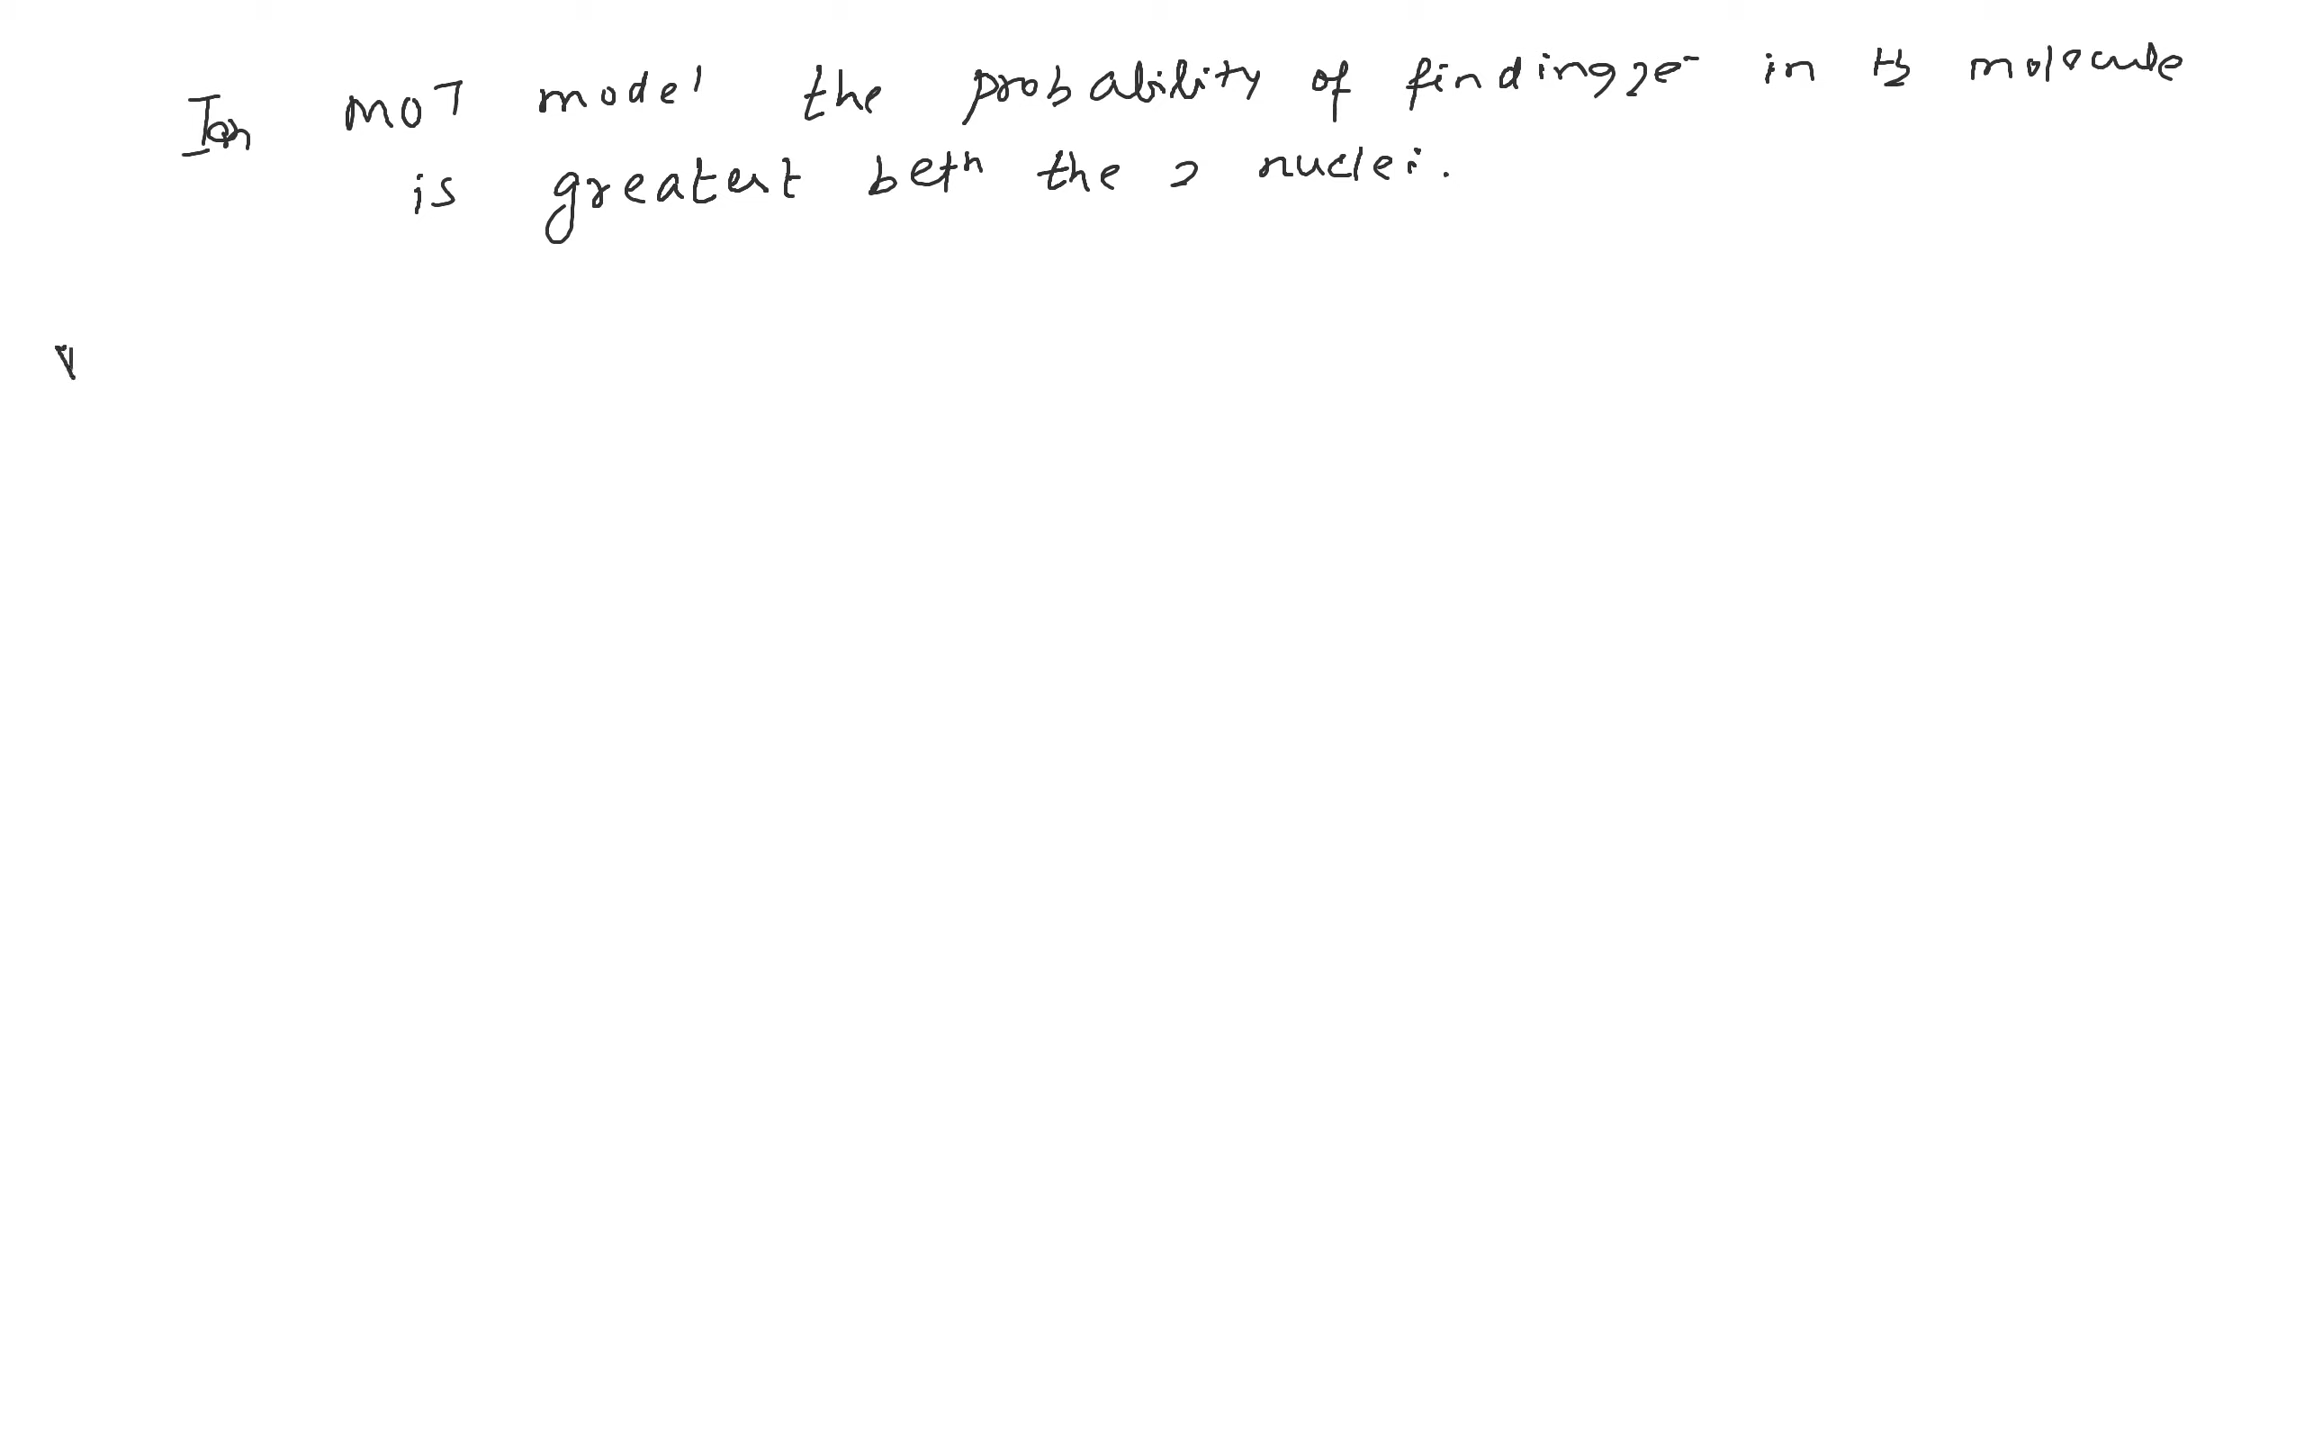 In MOT model the probability of finding 2e⁻ in H₂ molecule
is greatest betn the 2 nuclei.